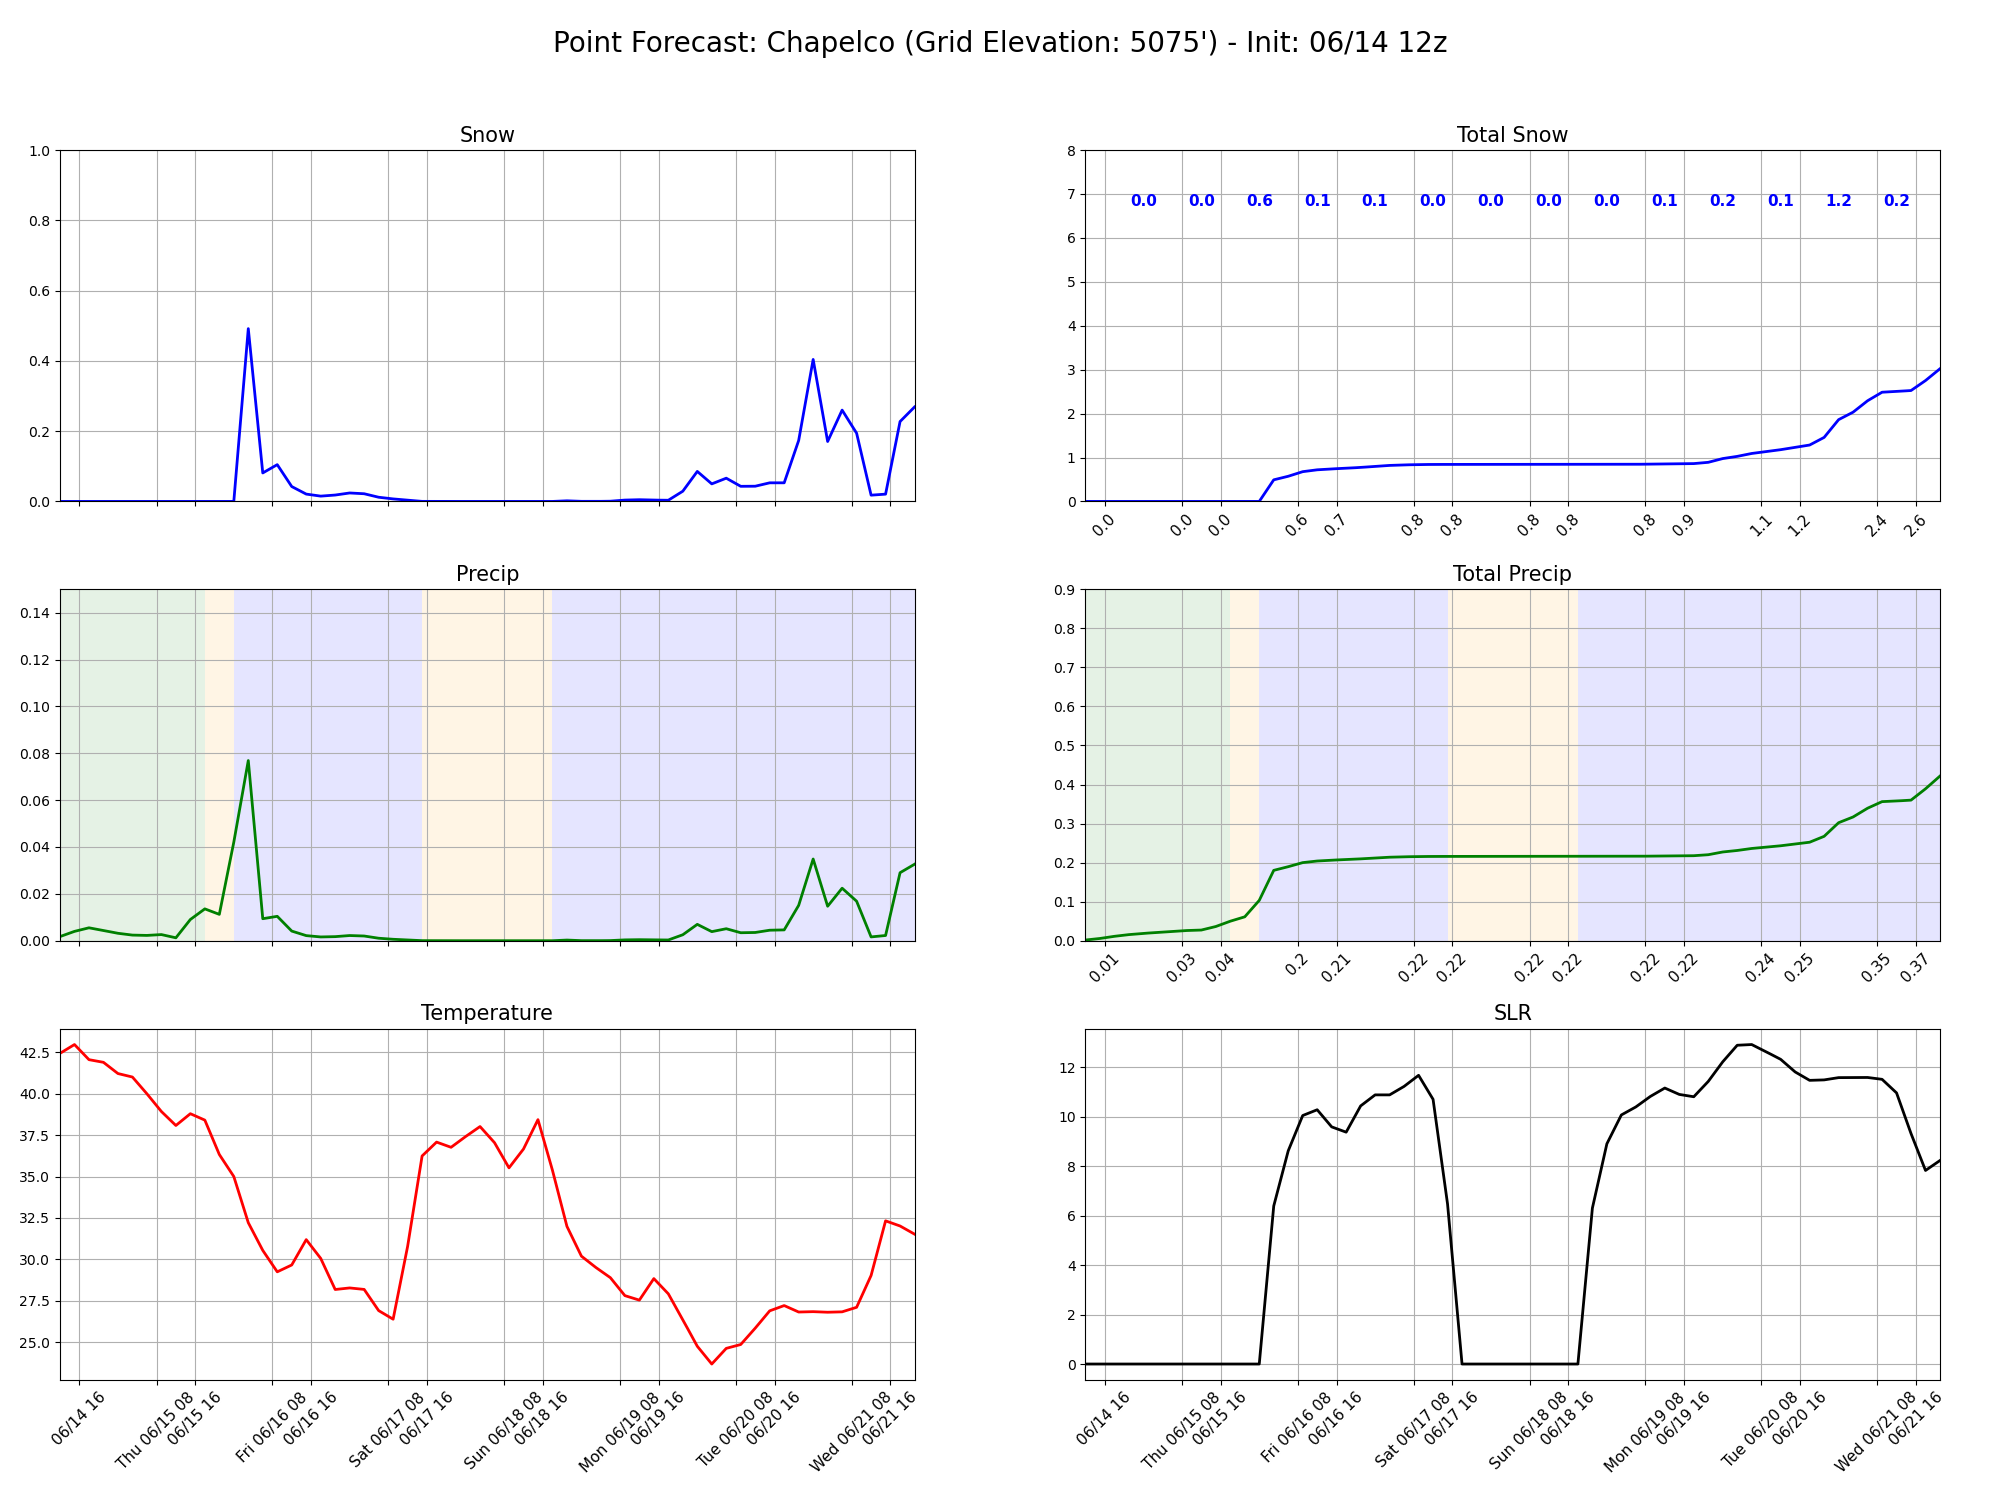 Point Forecast: Chapelco (Grid Elevation: 5075') - Init: 06/14 12z
Snow
1.0
0.8
0.6
0.4
0.2
0.0
Total Snow
8
7
6
5
4
3
2
1
0
0.0 0.0 0.6 0.1 0.1 0.0 0.0 0.0 0.0 0.1 0.2 0.1 1.2 0.2
0.0 0.0 0.0 0.6 0.7 0.8 0.8 0.8 0.8 0.8 0.9 1.1 1.2 2.4 2.6
Precip
0.14
0.12
0.10
0.08
0.06
0.04
0.02
0.00
Total Precip
0.9
0.8
0.7
0.6
0.5
0.4
0.3
0.2
0.1
0.0
0.01 0.03 0.04 0.2 0.21 0.22 0.22 0.22 0.22 0.22 0.22 0.24 0.25 0.35 0.37
Temperature
42.5
40.0
37.5
35.0
32.5
30.0
27.5
25.0
06/14 16
Thu 06/15 08
06/15 16
Fri 06/16 08
06/16 16
Sat 06/17 08
06/17 16
Sun 06/18 08
06/18 16
Mon 06/19 08
06/19 16
Tue 06/20 08
06/20 16
Wed 06/21 08
06/21 16
SLR
12
10
8
6
4
2
0
06/14 16
Thu 06/15 08
06/15 16
Fri 06/16 08
06/16 16
Sat 06/17 08
06/17 16
Sun 06/18 08
06/18 16
Mon 06/19 08
06/19 16
Tue 06/20 08
06/20 16
Wed 06/21 08
06/21 16